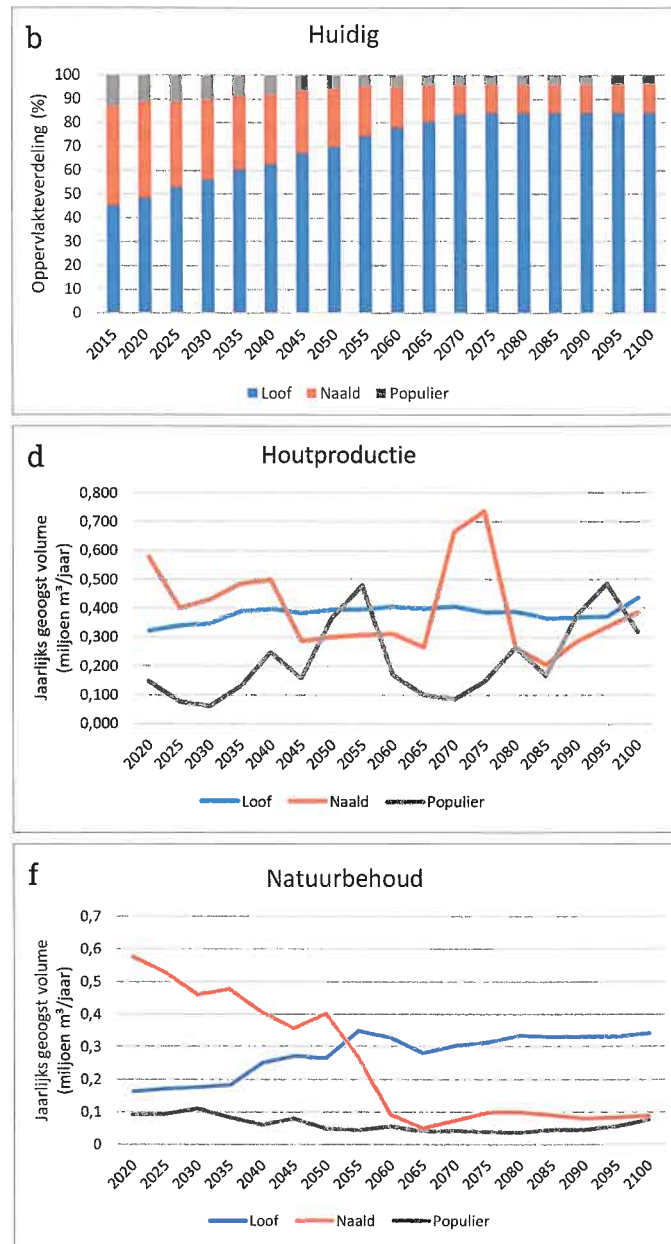 b
Huidig
Oppervlakteverdeling (%)
100
90
80
70
60
50
40
30
20
10
0
2015 2020 2025 2030 2035 2040 2045 2050 2055 2060 2065 2070 2075 2080 2085 2090 2095 2100
Loof Naald Populier
d
Houtproductie
Jaarlijks geoogst volume
(miljoen m³/jaar)
0,800
0,700
0,600
0,500
0,400
0,300
0,200
0,100
0,000
2020 2025 2030 2035 2040 2045 2050 2055 2060 2065 2070 2075 2080 2085 2090 2095 2100
Loof Naald Populier
f
Natuurbehoud
Jaarlijks geoogst volume
(miljoen m³/jaar)
0,7
0,6
0,5
0,4
0,3
0,2
0,1
0
2020 2025 2030 2035 2040 2045 2050 2055 2060 2065 2070 2075 2080 2085 2090 2095 2100
Loof Naald Populier